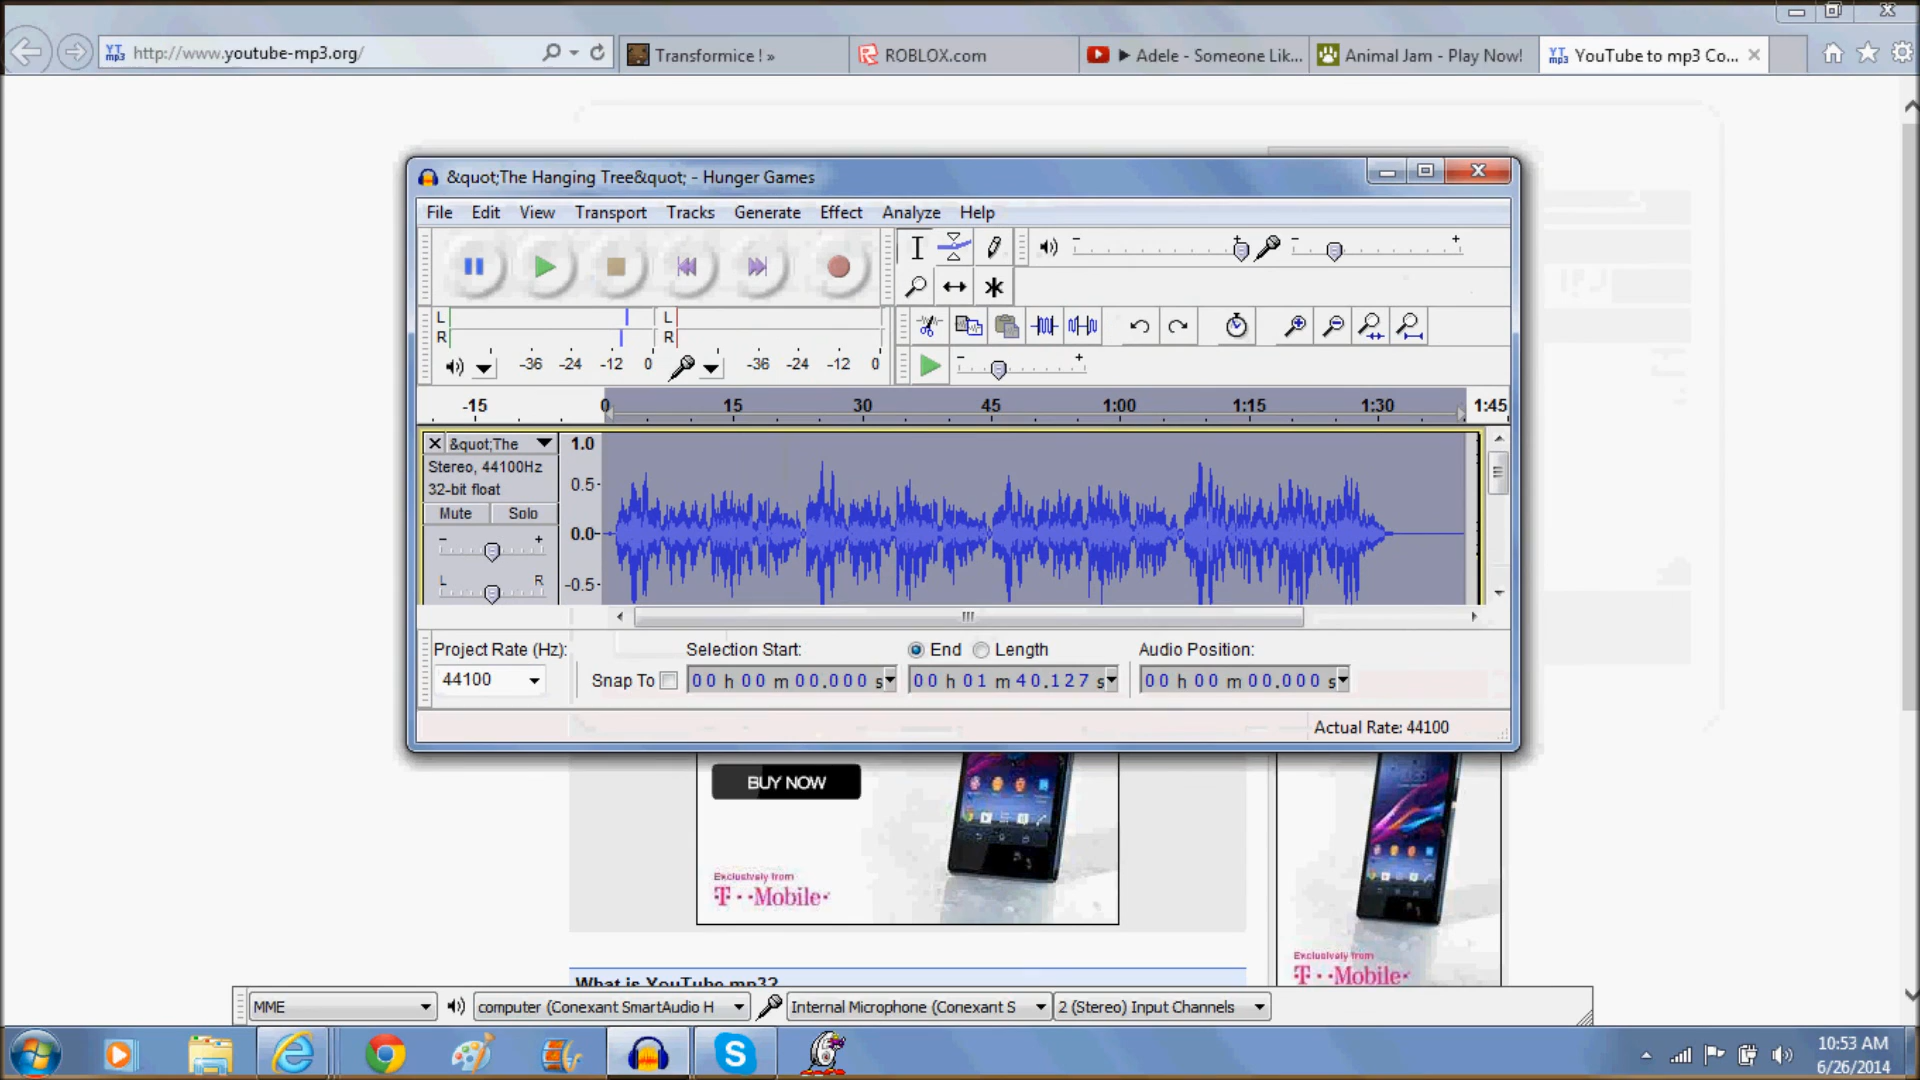 http://www.youtube-mp3.org/
Transformice ! »
ROBLOX.com
▶ Adele - Someone Lik...
Animal Jam - Play Now!
YT mp3 YouTube to mp3 Co...
&quot;The Hanging Tree&quot; - Hunger Games
File Edit View Transport Tracks Generate Effect Analyze Help
L L
R R
-36 -24 -12 0 -36 -24 -12 0
-15 0 15 30 45 1:00 1:15 1:30 1:45
&quot;The
Stereo, 44100Hz
32-bit float
Mute Solo
L R
1.0
0.5
0.0
-0.5
Project Rate (Hz): Selection Start: End Length Audio Position:
44100 Snap To 00 h 00 m 00.000 s 00 h 01 m 40.127 s 00 h 00 m 00.000 s
Actual Rate: 44100
BUY NOW
Exclusively from
T··Mobile·
Exclusively from
T··Mobile·
What is YouTube mp3?
MME computer (Conexant SmartAudio H Internal Microphone (Conexant S 2 (Stereo) Input Channels
10:53 AM
6/26/2014